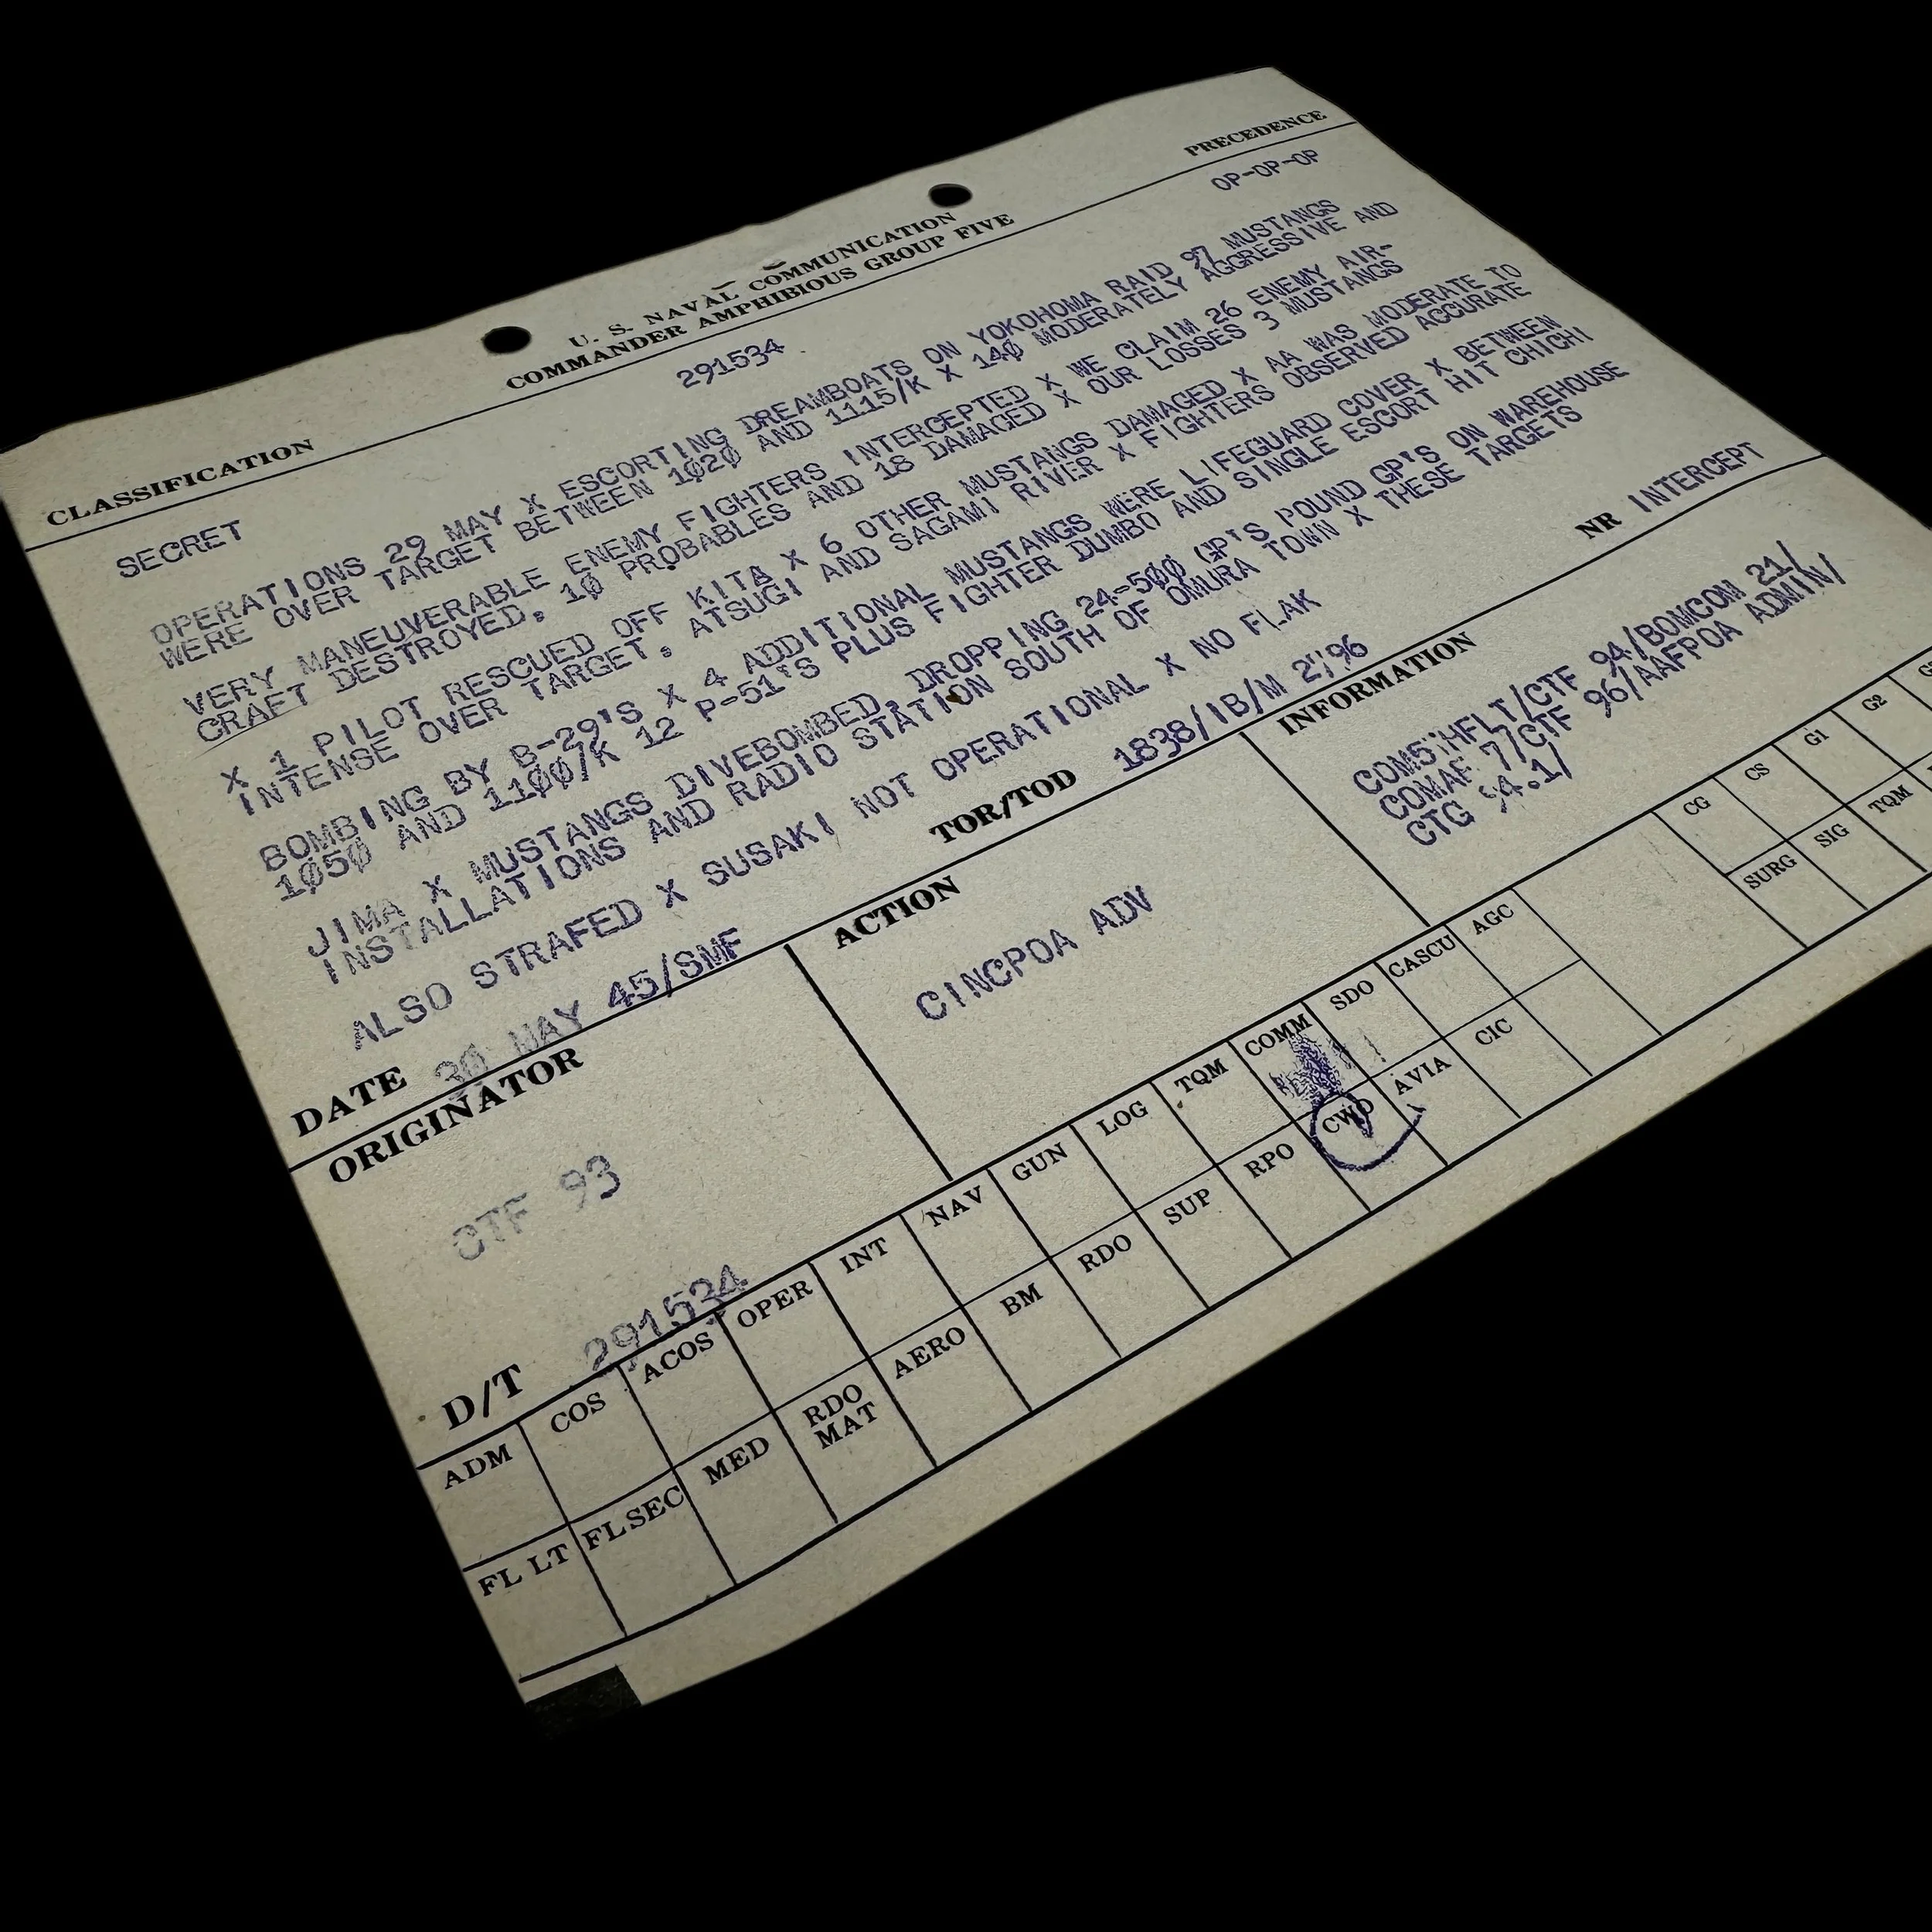 U. S. NAVAL COMMUNICATION
COMMANDER AMPHIBIOUS GROUP FIVE
CLASSIFICATION PRECEDENCE
SECRET 291534 OP-OP-OP
OPERATIONS 29 MAY X ESCORTING DREAMBOATS ON YOKOHOMA RAID 97 MUSTANGS
WERE OVER TARGET BETWEEN 1020 AND 1115/K X 140 MODERATELY AGGRESSIVE AND
VERY MANEUVERABLE ENEMY FIGHTERS INTERCEPTED X WE CLAIM 26 ENEMY AIR-
CRAFT DESTROYED, 10 PROBABLES AND 18 DAMAGED X OUR LOSSES 3 MUSTANGS
X 1 PILOT RESCUED OFF KITA X 6 OTHER MUSTANGS DAMAGED X AA WAS MODERATE TO
INTENSE OVER TARGET, ATSUGI AND SAGAMI RIVER X FIGHTERS OBSERVED ACCURATE
BOMBING BY B-29'S X 4 ADDITIONAL MUSTANGS WERE LIFEGUARD COVER X BETWEEN
1050 AND 1100/K 12 P-51'S PLUS FIGHTER DUMBO AND SINGLE ESCORT HIT CHICHI
JIMA X MUSTANGS DIVEBOMBED, DROPPING 24-500 POUND GP'S ON WAREHOUSE
INSTALLATIONS AND RADIO STATION SOUTH OF OMURA TOWN X THESE TARGETS
ALSO STRAFED X SUSAKI NOT OPERATIONAL X NO FLAK
DATE 30 MAY 45/SMF TOR/TOD 1838/IB/M NR INTERCEPT
ORIGINATOR ACTION INFORMATION
CTF 93 CINCPOA ADV COM5THFLT/CTF 94/BOMCOM 21/
COMAF 7/CTF 96/AAFPOA ADMIN/
CTG 94.1/
D/T 291534
ADM COS ACOS OPER INT NAV GUN LOG TQM COMM SDO CASCU AGC CG CS G1 G2
FL LT FLSEC MED RDO MAT AERO BM RDO SUP RPO CWO AVIA CIC SURG SIG TQM